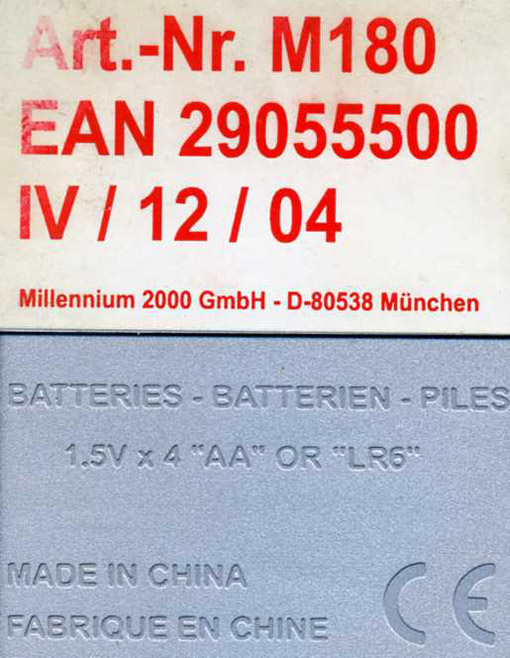 Art.-Nr. M180
EAN 29055500
IV / 12 / 04
Millennium 2000 GmbH - D-80538 München
BATTERIES - BATTERIEN - PILES
1.5V x 4 "AA" OR "LR6"
MADE IN CHINA
FABRIQUE EN CHINE
CE